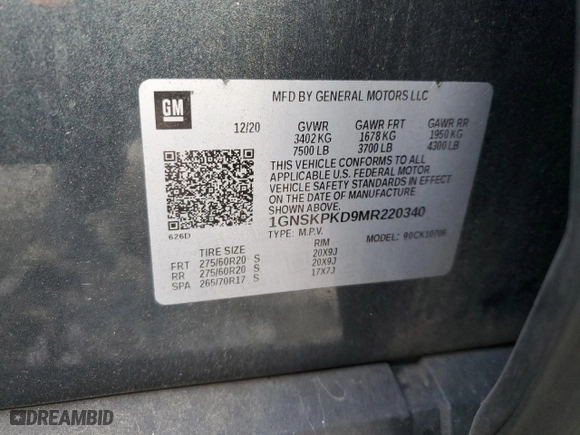 GM
MFD BY GENERAL MOTORS LLC
12/20 GVWR GAWR FRT GAWR RR
3402 KG 1678 KG 1950 KG
7500 LB 3700 LB 4300 LB
THIS VEHICLE CONFORMS TO ALL
APPLICABLE U.S. FEDERAL MOTOR
VEHICLE SAFETY STANDARDS IN EFFECT
ON THE DATE OF MANUFACTURE
SHOWN ABOVE.
1GNSKPKD9MR220340
626D TYPE: M.P.V. MODEL: 90CK10706
TIRE SIZE RIM
FRT 275/60R20 S 20X9J
RR 275/60R20 S 20X9J
SPA 265/70R17 S 17X7J
DREAMBID